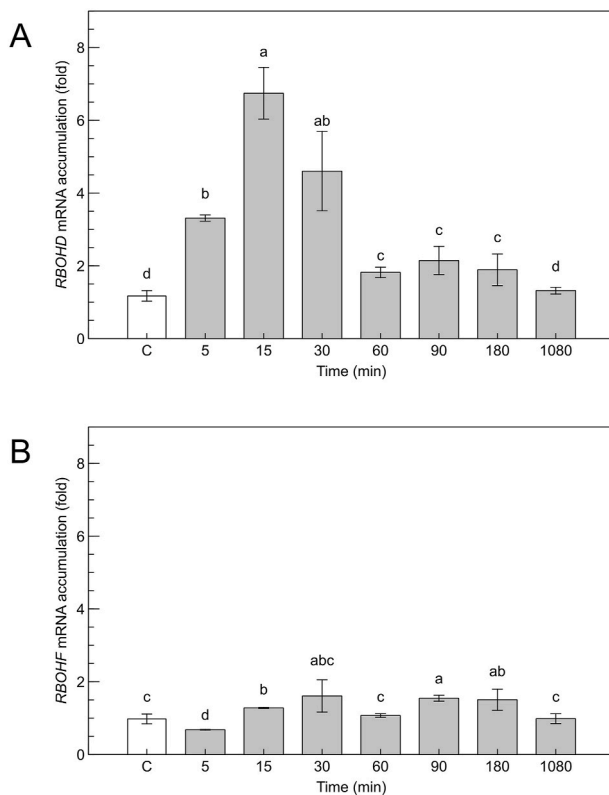 A
RBOHD mRNA accumulation (fold)
8
6
4
2
0
d
b
a
ab
c
c
c
d
C 5 15 30 60 90 180 1080
Time (min)
B
RBOHF mRNA accumulation (fold)
8
6
4
2
0
c
d
b
abc
c
a
ab
c
C 5 15 30 60 90 180 1080
Time (min)